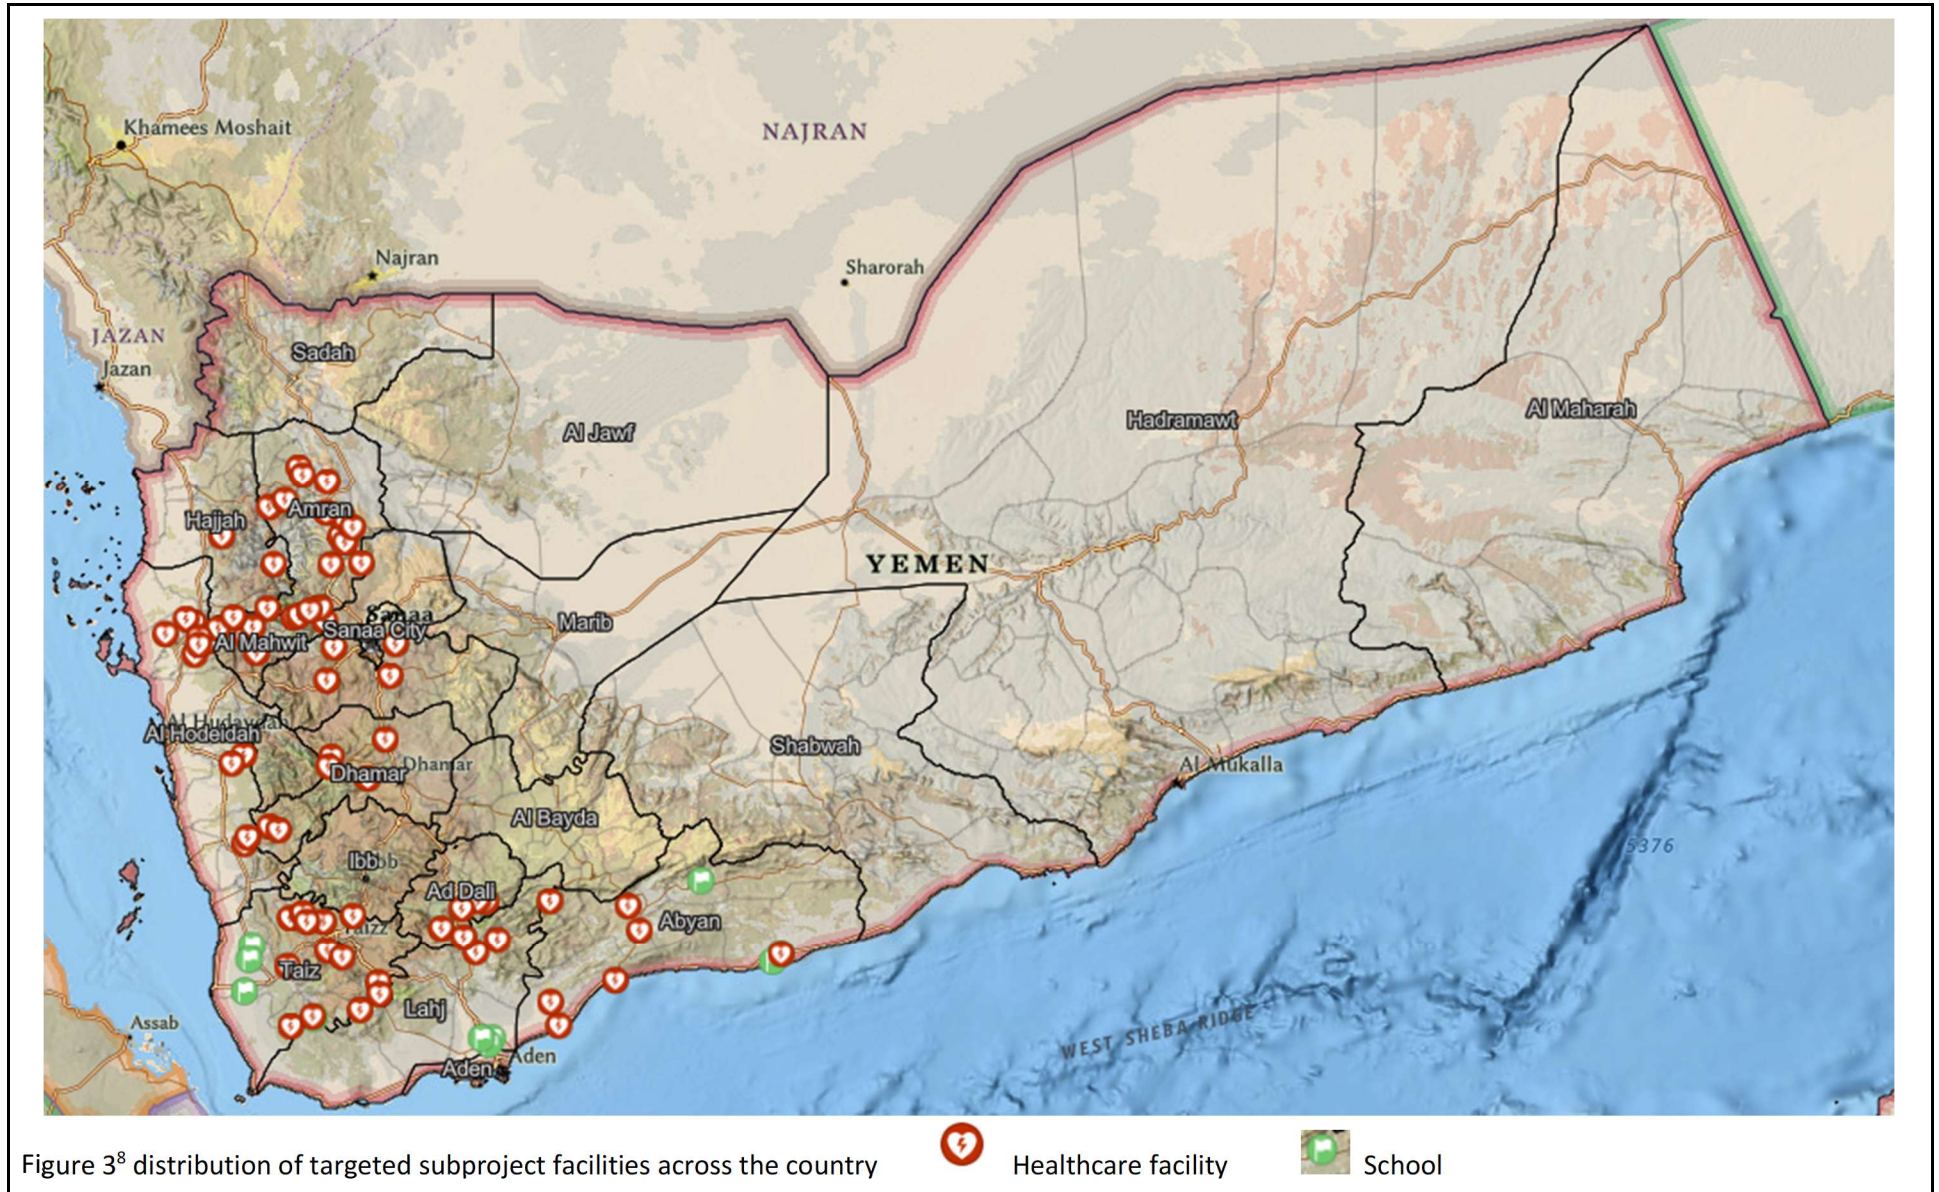 Khamees Moshait
NAJRAN
Najran
Sharorah
JAZAN
Jazan
Sadah
Al Jawf
Hadramawt
Al Maharah
Hajjah
Amran
YEMEN
Sanaa
Sanaa City
Marib
Al Mahwit
Al Hudaydah
Al Hodeidah
Shabwah
Dhamar
Dhamar
Al Mukalla
Al Bayda
5376
Ibb
Ad Dali
Abyan
Taizz
Taiz
Lahj
Assab
WEST SHEBA RIDGE
Aden
Aden
Figure 3⁸ distribution of targeted subproject facilities across the country
Healthcare facility
School